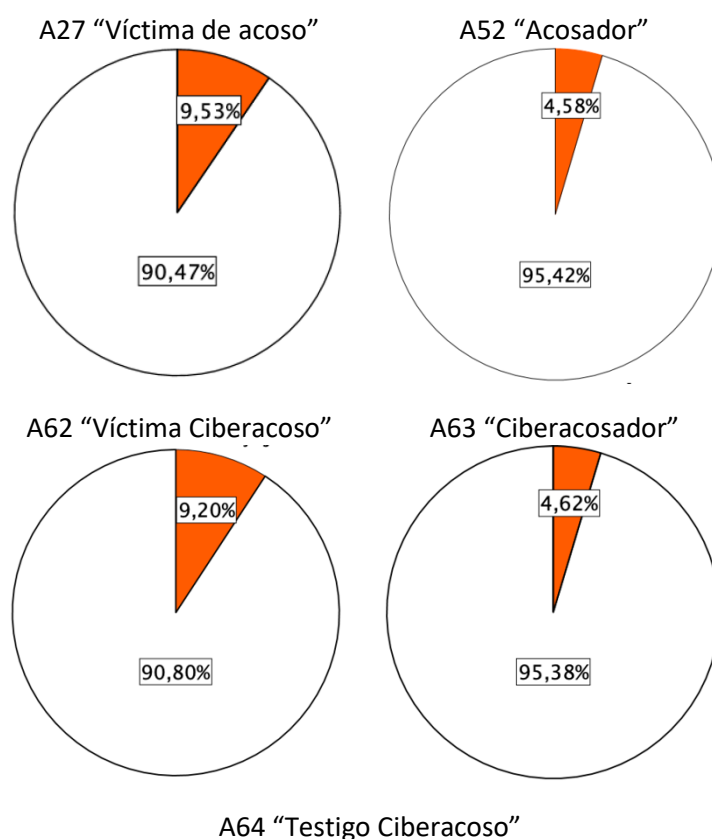 A27 “Víctima de acoso”
A52 “Acosador”
9,53%
4,58%
90,47%
95,42%
A62 “Víctima Ciberacoso”
A63 “Ciberacosador”
9,20%
4,62%
90,80%
95,38%
A64 “Testigo Ciberacoso”